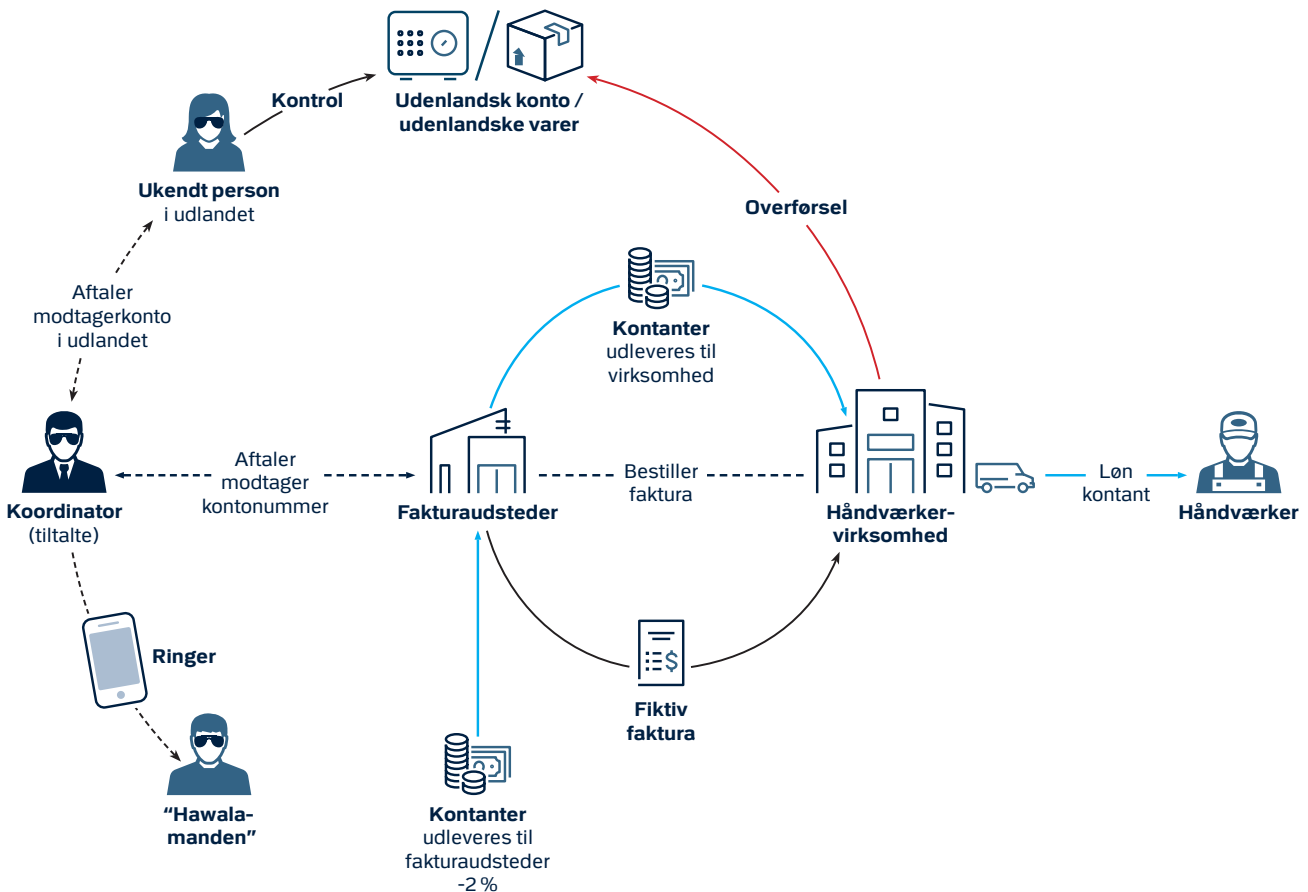 Kontrol
Udenlandsk konto /
udenlandske varer
Ukendt person
i udlandet
Overførsel
Aftaler
modtagerkonto
i udlandet
Kontanter
udleveres til
virksomhed
Koordinator
(tiltalte)
Aftaler
modtager
kontonummer
Fakturaudsteder
Bestiller
faktura
Håndværker-
virksomhed
Løn
kontant
Håndværker
Ringer
$
Fiktiv
faktura
“Hawala-
manden”
Kontanter
udleveres til
fakturaudsteder
-2 %